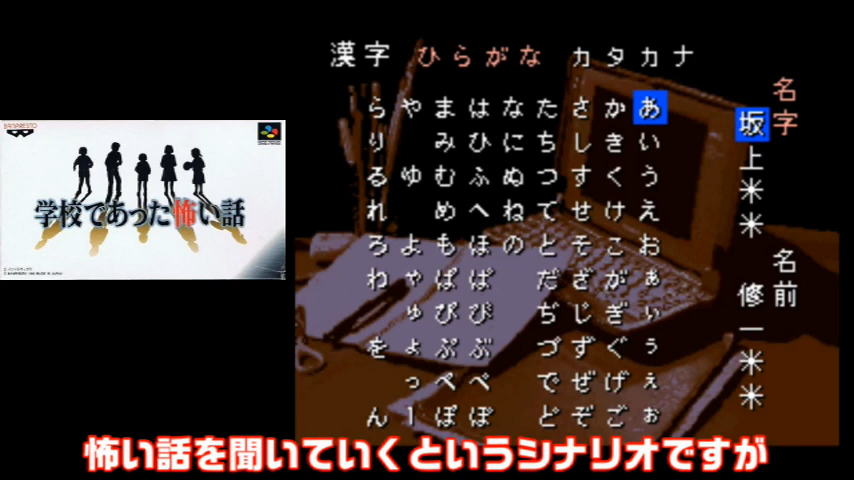 漢字 ひらがな カタカナ
らやまはなたさかあ
り みひにちしきい
るゆむふぬつすくう
れ めへねてせけえ
ろよもほのとそこお
わゃぱば だざがぁ
 ゅぴび ぢじぎぃ
をょぷぶ づずぐぅ
 っぺべ でぜげぇ
んーぽぼ どぞごぉ
名字
坂上＊＊
名前
修一＊＊
BANPRESTO
学校であった怖い話
怖い話を聞いていくというシナリオですが